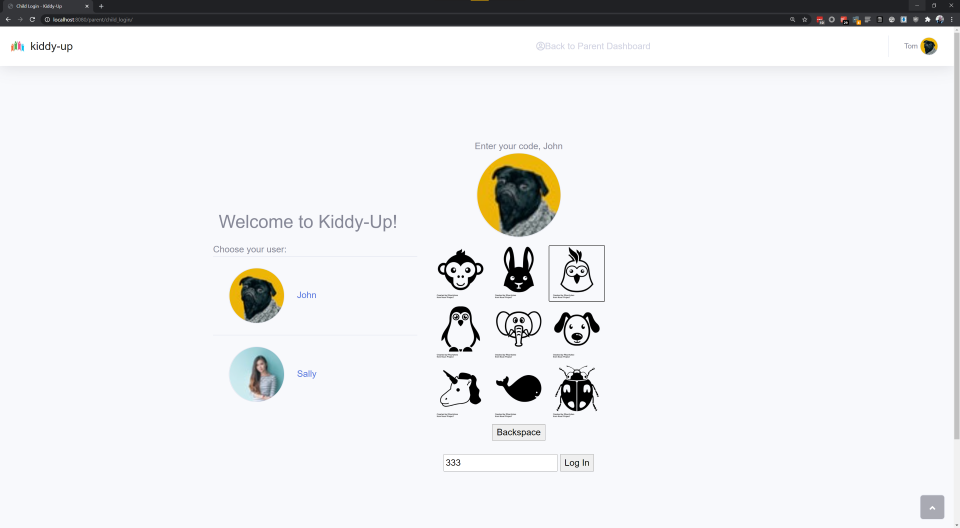 Child Login - Kiddy-Up
localhost:8080/parent/child_login/
kiddy-up
Back to Parent Dashboard
Tom
Enter your code, John
Welcome to Kiddy-Up!
Choose your user:
John
Sally
Backspace
333
Log In